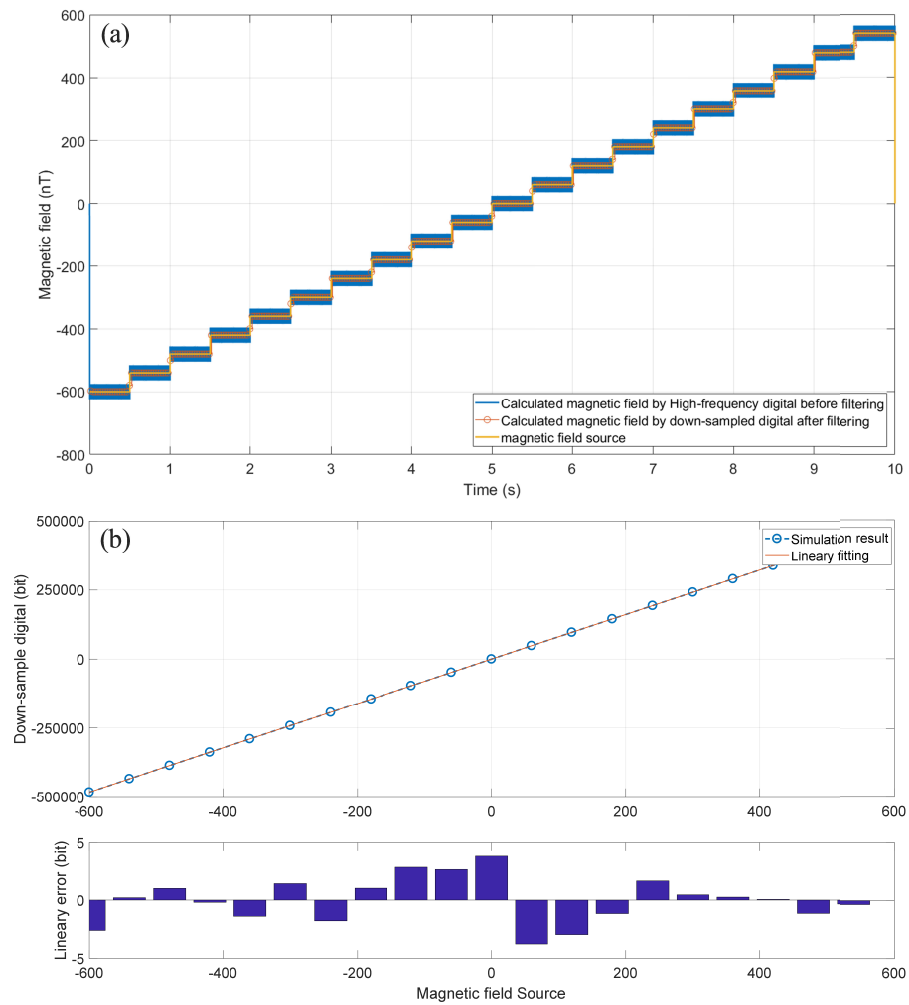 (a)
600
400
200
0
-200
-400
-600
-800
Magnetic field (nT)
Calculated magnetic field by High-frequency digital before filtering
Calculated magnetic field by down-sampled digital after filtering
magnetic field source
0 1 2 3 4 5 6 7 8 9 10
Time (s)
(b)
500000
250000
0
-250000
-500000
Down-sample digital (bit)
Simulation result
Lineary fitting
-600 -400 -200 0 200 400 600
5
0
-5
Lineary error (bit)
-600 -400 -200 0 200 400 600
Magnetic field Source